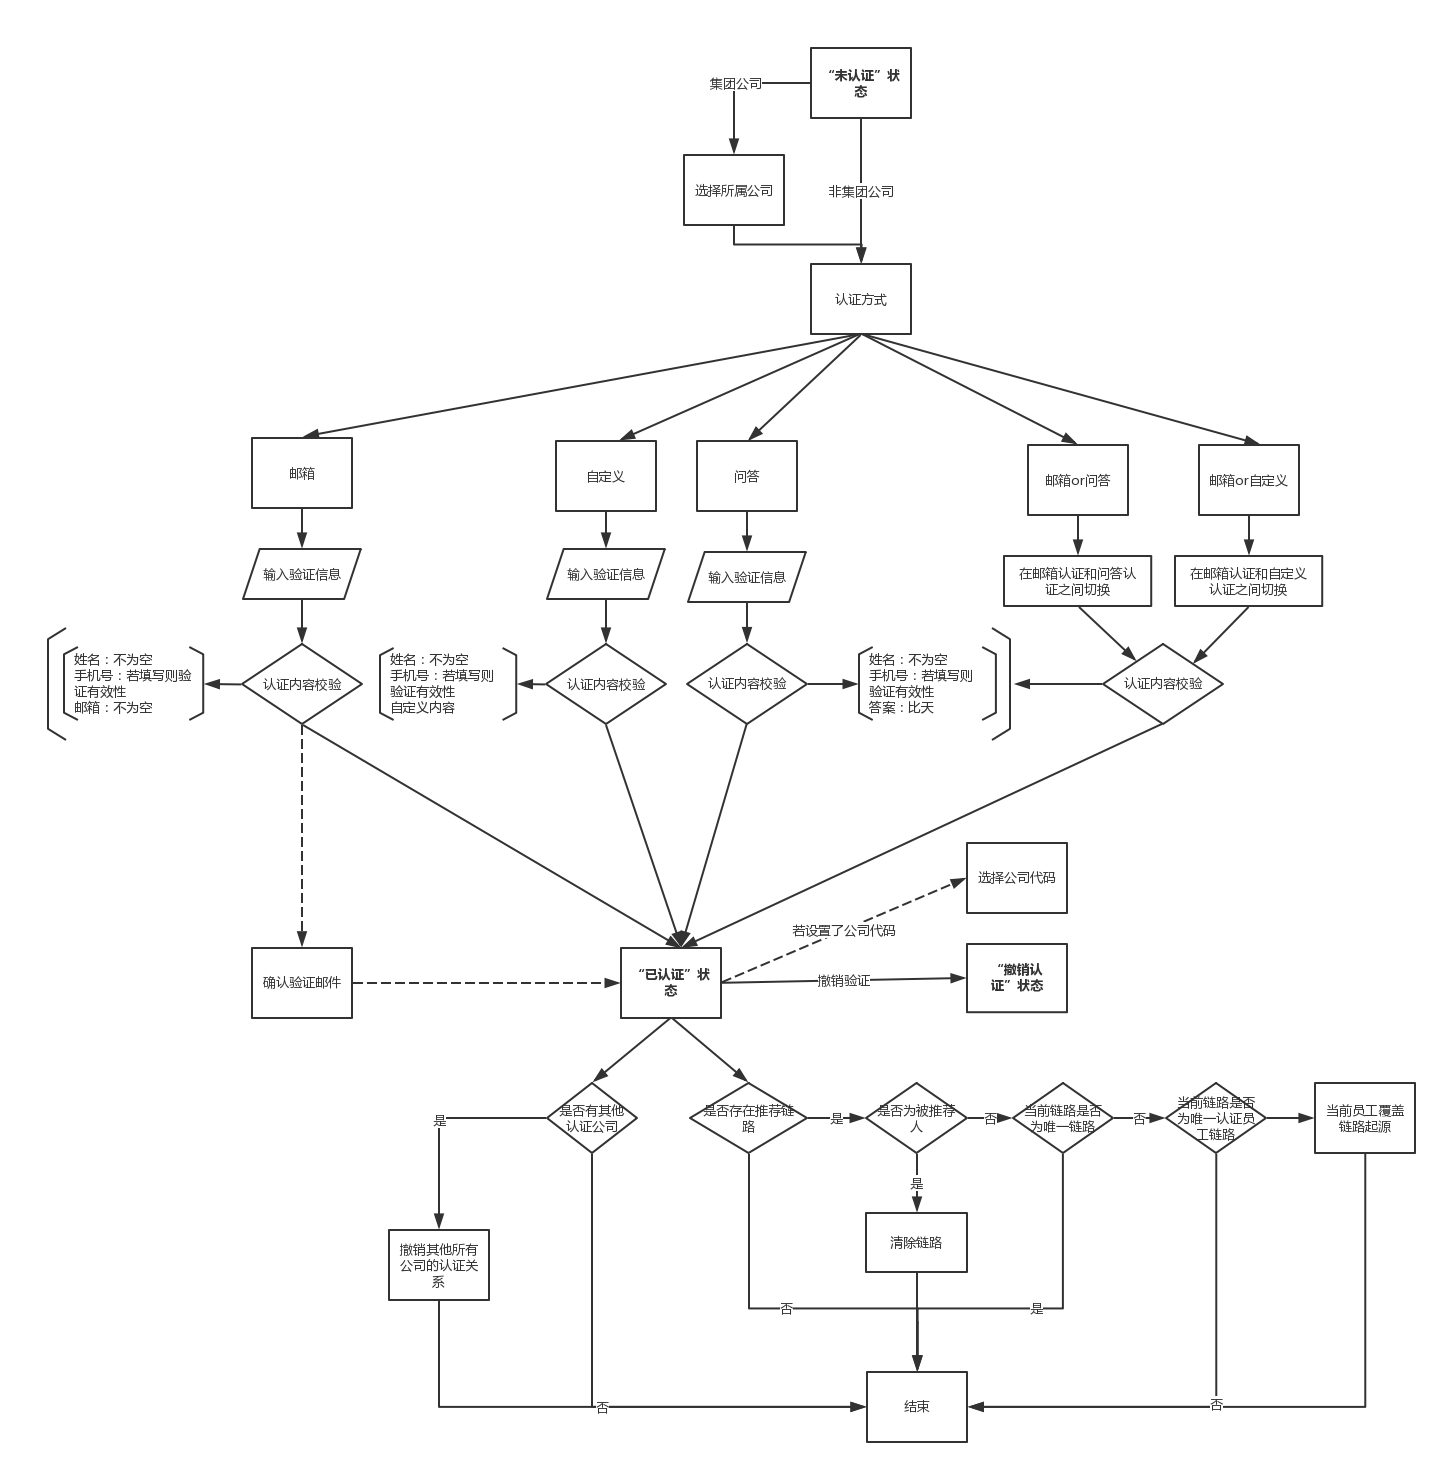 “未认证”状
态
集团公司
选择所属公司
非集团公司
认证方式
邮箱
自定义
问答
邮箱or问答
邮箱or自定义
输入验证信息
输入验证信息
输入验证信息
在邮箱认证和问答认
证之间切换
在邮箱认证和自定义
认证之间切换
姓名：不为空
手机号：若填写则验
证有效性
邮箱：不为空
认证内容校验
姓名：不为空
手机号：若填写则
验证有效性
自定义内容
认证内容校验
认证内容校验
姓名：不为空
手机号：若填写则
验证有效性
答案：比天
认证内容校验
选择公司代码
若设置了公司代码
确认验证邮件
“已认证”状
态
撤销验证
“撤销认
证”状态
是
是否有其他
认证公司
是否存在推荐链
路
是
是否为被推荐
人
否
当前链路是否
为唯一链路
否
当前链路是否
为唯一认证员
工链路
当前员工覆盖
链路起源
是
撤销其他所有
公司的认证关
系
清除链路
否
是
否
结束
否